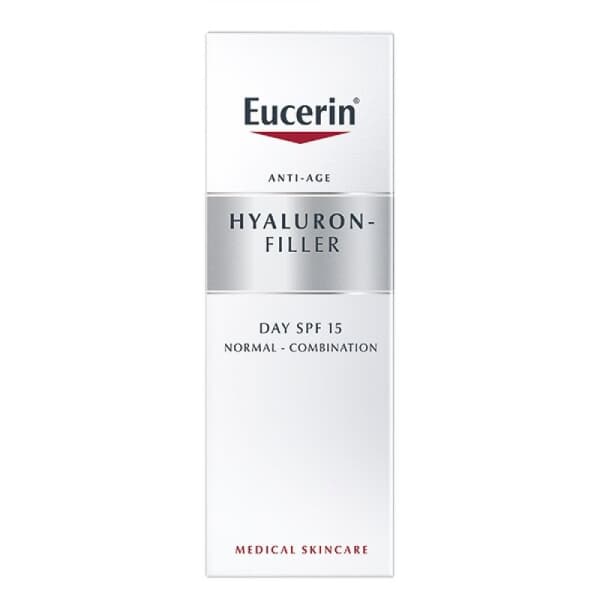 Eucerin®
ANTI-AGE
HYALURON-
FILLER
DAY SPF 15
NORMAL - COMBINATION
MEDICAL SKINCARE